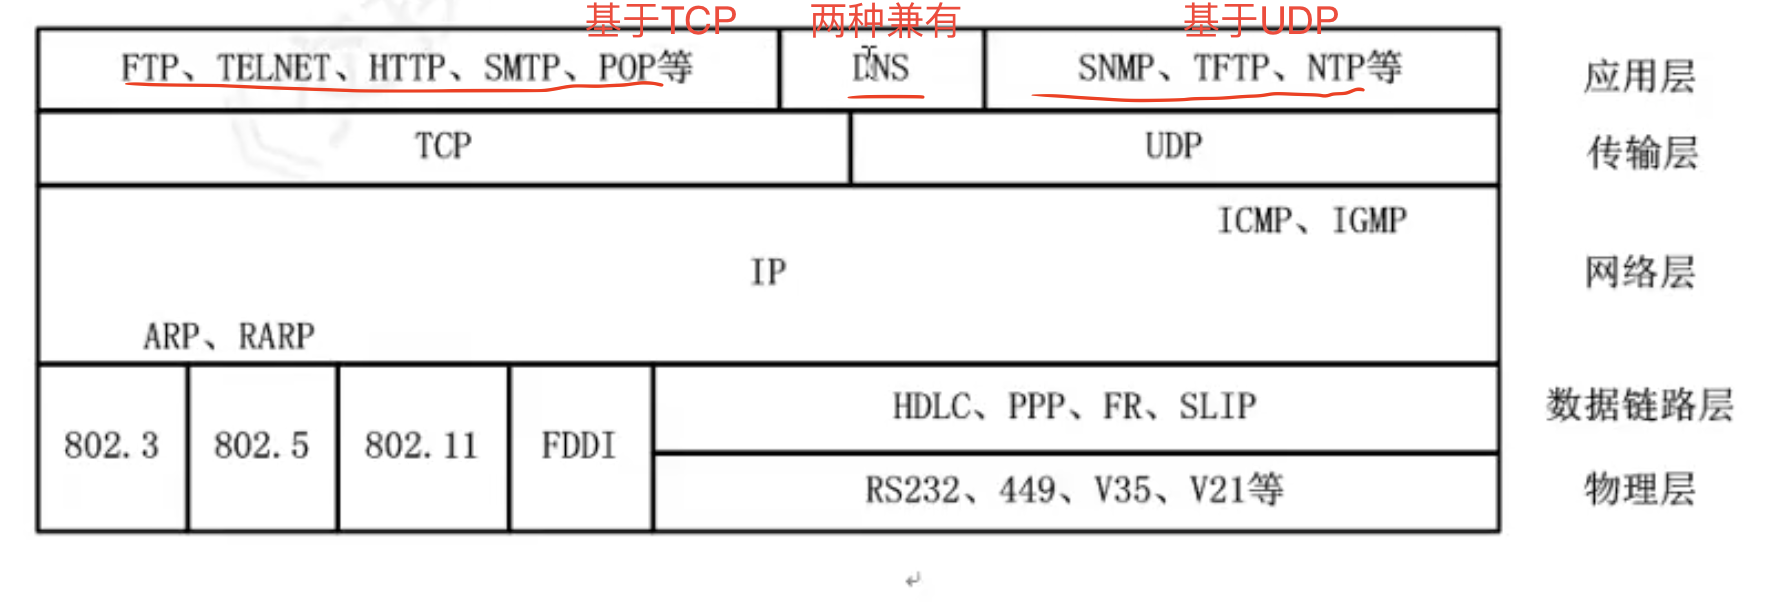 基于TCP 两种兼有 基于UDP
FTP、TELNET、HTTP、SMTP、POP等 DNS SNMP、TFTP、NTP等 应用层
TCP UDP 传输层
ICMP、IGMP
IP 网络层
ARP、RARP
HDLC、PPP、FR、SLIP 数据链路层
802.3 802.5 802.11 FDDI
RS232、449、V35、V21等 物理层